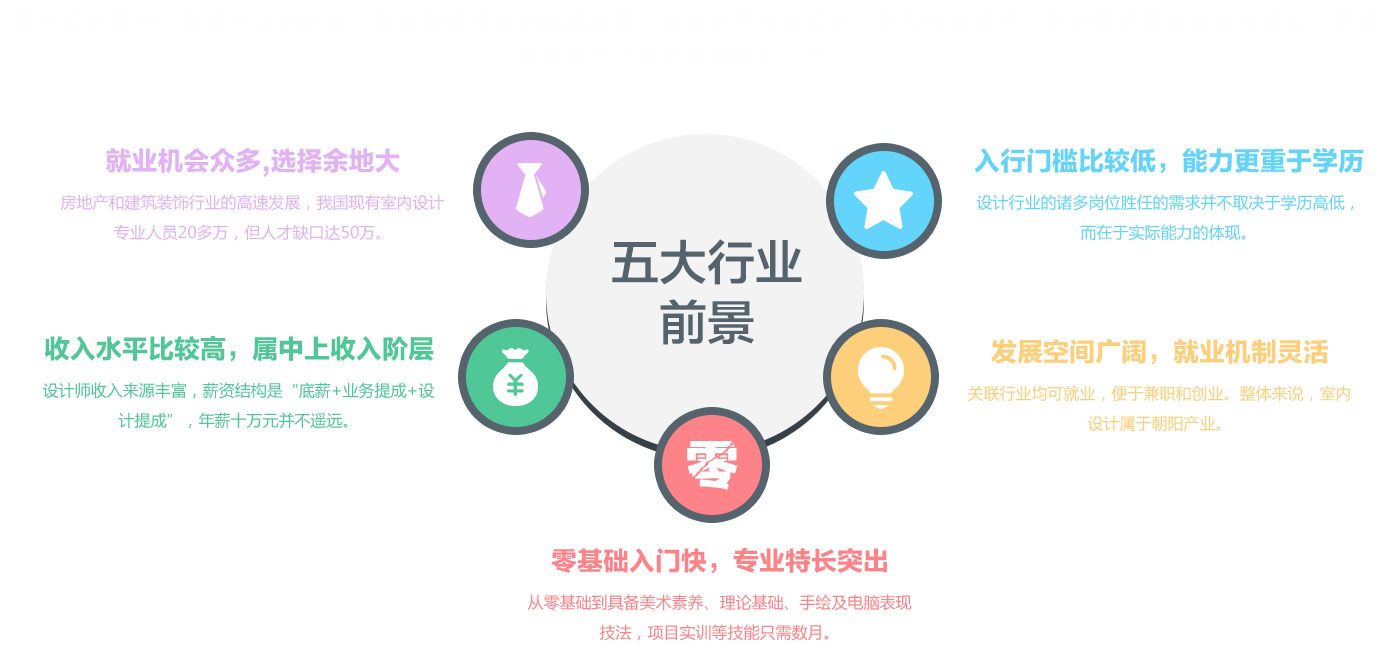 就业机会众多,选择余地大
房地产和建筑装饰行业的高速发展，我国现有室内设计
专业人员20多万，但人才缺口达50万。
入行门槛比较低，能力更重于学历
设计行业的诸多岗位胜任的需求并不取决于学历高低，
而在于实际能力的体现。
五大行业
前景
收入水平比较高，属中上收入阶层
设计师收入来源丰富，薪资结构是“底薪+业务提成+设
计提成”，年薪十万元并不遥远。
发展空间广阔，就业机制灵活
关联行业均可就业，便于兼职和创业。整体来说，室内
设计属于朝阳产业。
零
零基础入门快，专业特长突出
从零基础到具备美术素养、理论基础、手绘及电脑表现
技法，项目实训等技能只需数月。